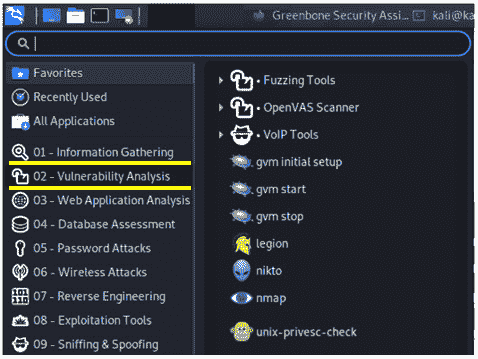 Greenbone Security Assi... kali@ka
Favorites
Recently Used
All Applications
01 - Information Gathering
02 - Vulnerability Analysis
03 - Web Application Analysis
04 - Database Assessment
05 - Password Attacks
06 - Wireless Attacks
07 - Reverse Engineering
08 - Exploitation Tools
09 - Sniffing & Spoofing
• Fuzzing Tools
• OpenVAS Scanner
• VoIP Tools
gvm initial setup
gvm start
gvm stop
legion
nikto
nmap
unix-privesc-check